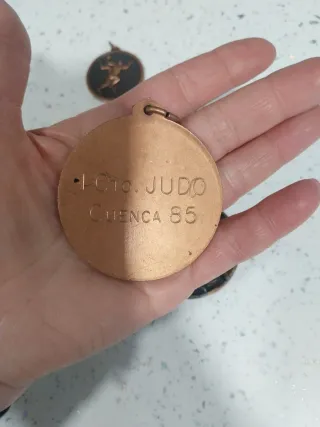 I-Cto. JUDO
CUENCA 85